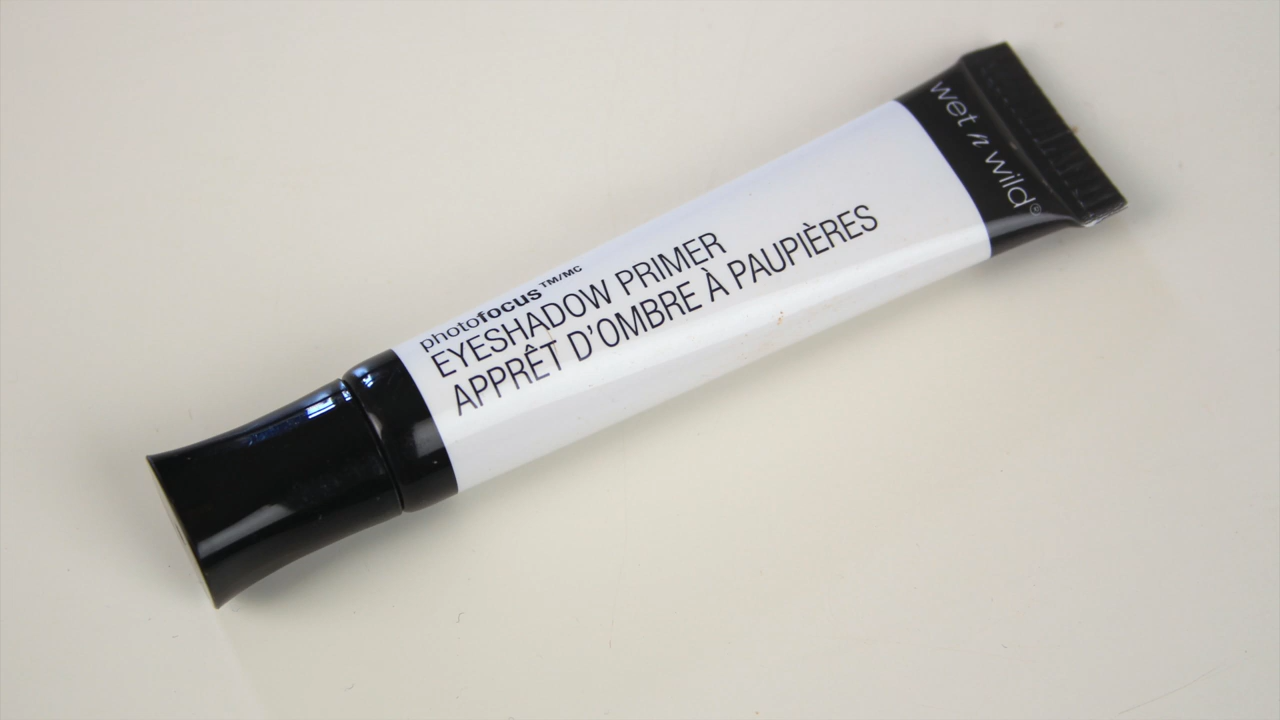 photofocus™/MC
EYESHADOW PRIMER
APPRÊT D'OMBRE À PAUPIÈRES
wet n wild®